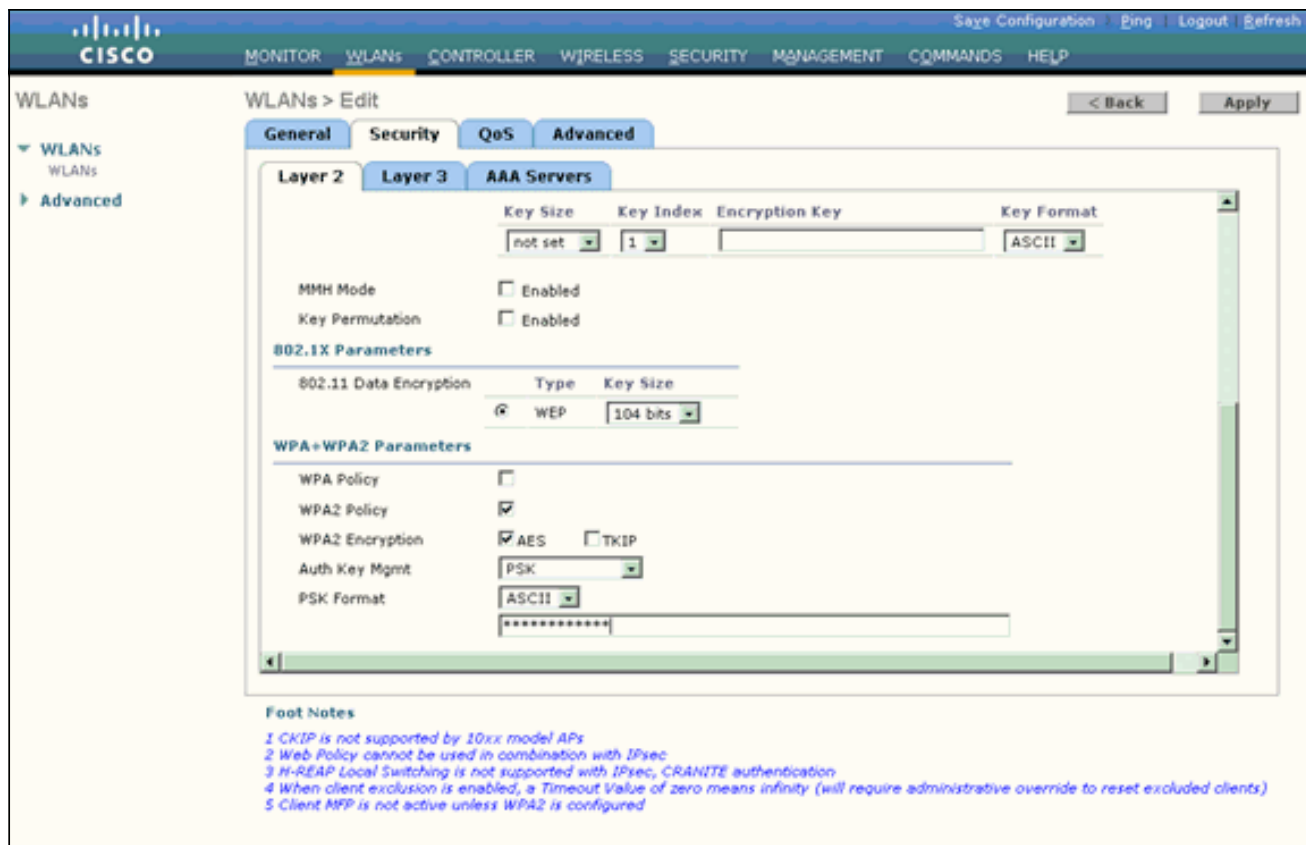 Save Configuration | Ping | Logout | Refresh
CISCO
MONITOR WLANs CONTROLLER WIRELESS SECURITY MANAGEMENT COMMANDS HELP
WLANs
WLANs
WLANs
Advanced
WLANs > Edit
< Back
Apply
General Security QoS Advanced
Layer 2 Layer 3 AAA Servers
Key Size Key Index Encryption Key Key Format
not set 1 ASCII
MMH Mode Enabled
Key Permutation Enabled
802.1X Parameters
802.11 Data Encryption Type Key Size
WEP 104 bits
WPA+WPA2 Parameters
WPA Policy
WPA2 Policy
WPA2 Encryption AES TKIP
Auth Key Mgmt PSK
PSK Format ASCII
************
Foot Notes
1 CKIP is not supported by 10xx model APs
2 Web Policy cannot be used in combination with IPsec
3 H-REAP Local Switching is not supported with IPsec, CRANITE authentication
4 When client exclusion is enabled, a Timeout Value of zero means infinity (will require administrative override to reset excluded clients)
5 Client MFP is not active unless WPA2 is configured